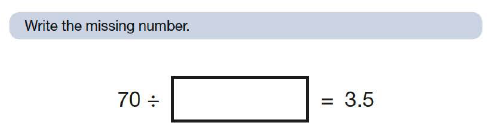 Write the missing number.
70 ÷ = 3.5